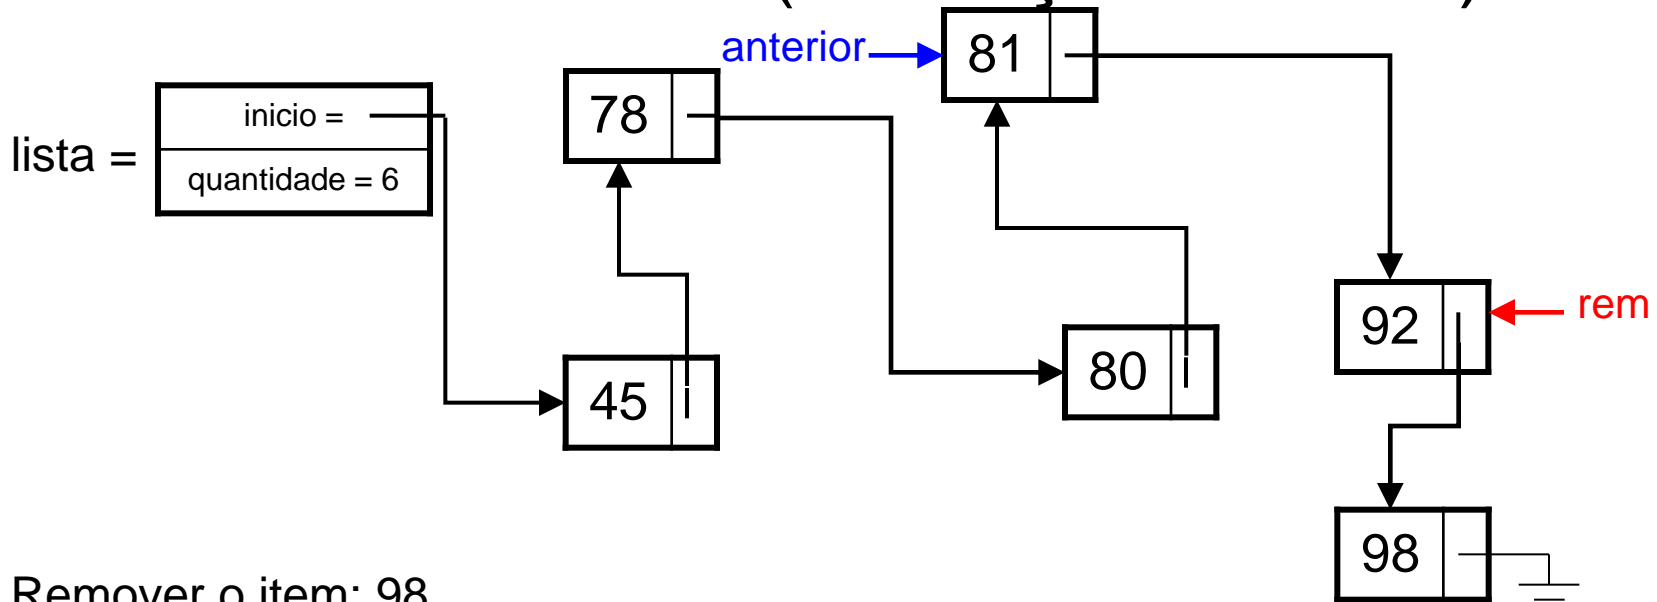 anterior
81
inicio =
78
lista =
quantidade = 6
92
rem
80
45
98
Remover o item: 98